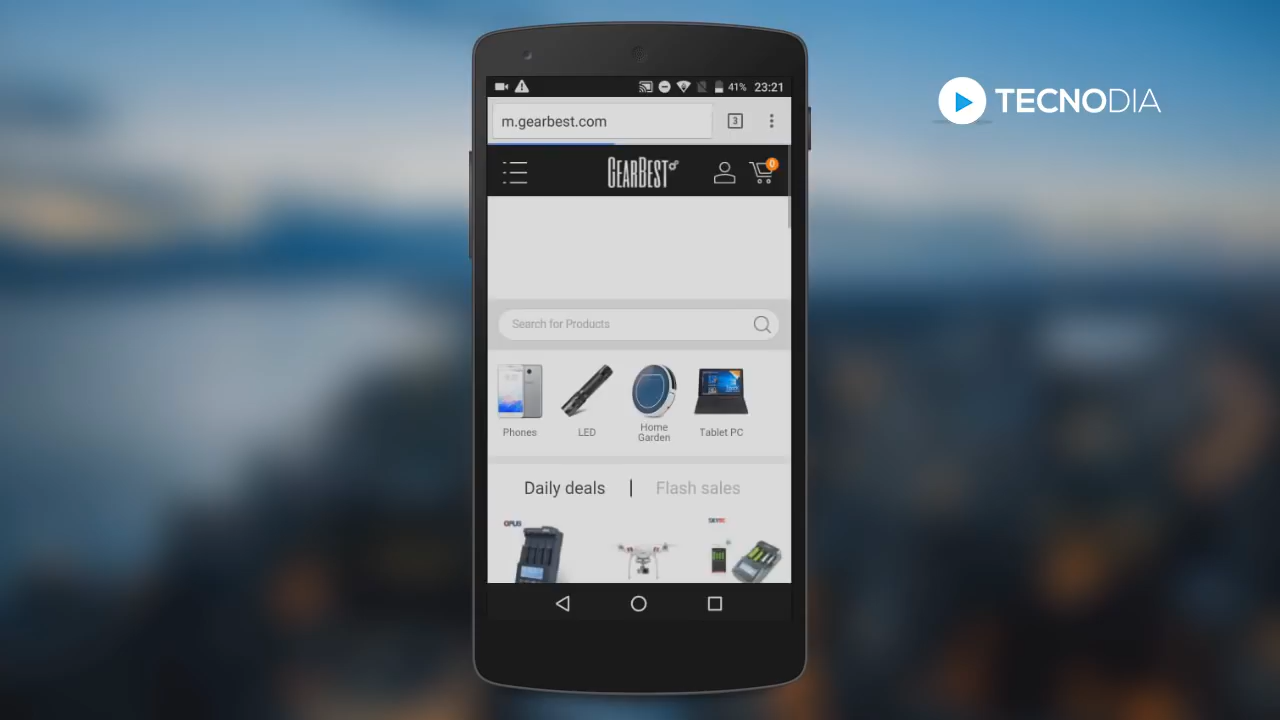 41% 23:21
m.gearbest.com
3
GEARBEST
0
Search for Products
Phones
LED
Home
Garden
Tablet PC
Daily deals | Flash sales
OPUS
TECNODIA